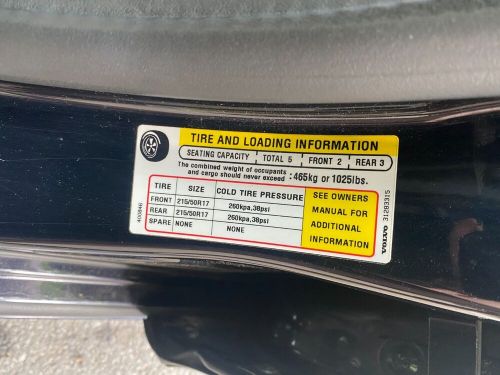 TIRE AND LOADING INFORMATION
SEATING CAPACITY TOTAL 5 FRONT 2 REAR 3
The combined weight of occupants
and cargo should never exceed :465kg or 1025lbs.
TIRE SIZE COLD TIRE PRESSURE
FRONT 215/50R17 260kpa,38psi
REAR 215/50R17 260kpa,38psi
SPARE NONE NONE
SEE OWNERS
MANUAL FOR
ADDITIONAL
INFORMATION
VOLVO 31283315